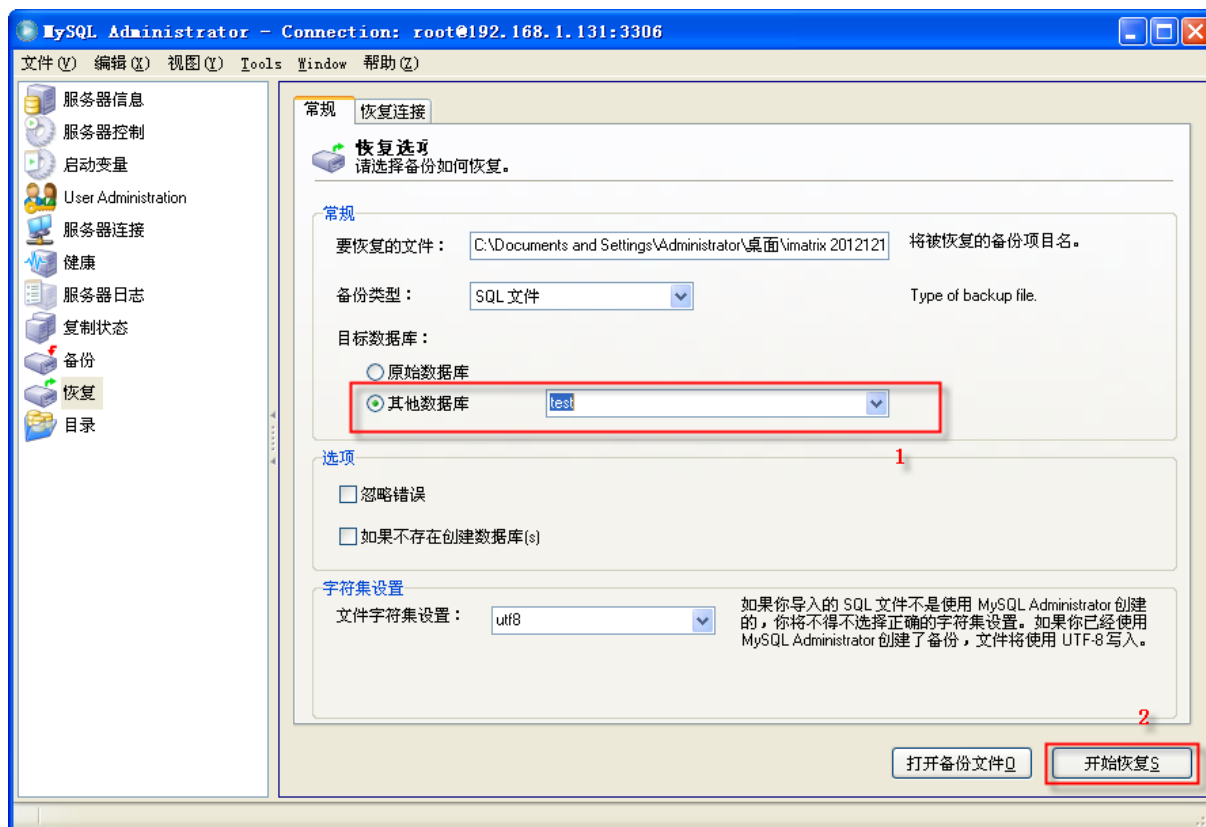 MySQL Administrator - Connection: root@192.168.1.131:3306
文件(V) 编辑(X) 视图(Y) Tools Window 帮助(Z)
服务器信息
服务器控制
启动变量
User Administration
服务器连接
健康
服务器日志
复制状态
备份
恢复
目录
常规 恢复连接
恢复选项
请选择备份如何恢复。
常规
要恢复的文件： C:\Documents and Settings\Administrator\桌面\imatrix 2012121 将被恢复的备份项目名。
备份类型： SQL 文件 Type of backup file.
目标数据库：
原始数据库
其他数据库 test
1
选项
忽略错误
如果不存在创建数据库(s)
字符集设置
文件字符集设置： utf8
如果你导入的 SQL 文件不是使用 MySQL Administrator 创建
的，你将不得不选择正确的字符集设置。如果你已经使用
MySQL Administrator 创建了备份，文件将使用 UTF-8 写入。
2
打开备份文件O 开始恢复S